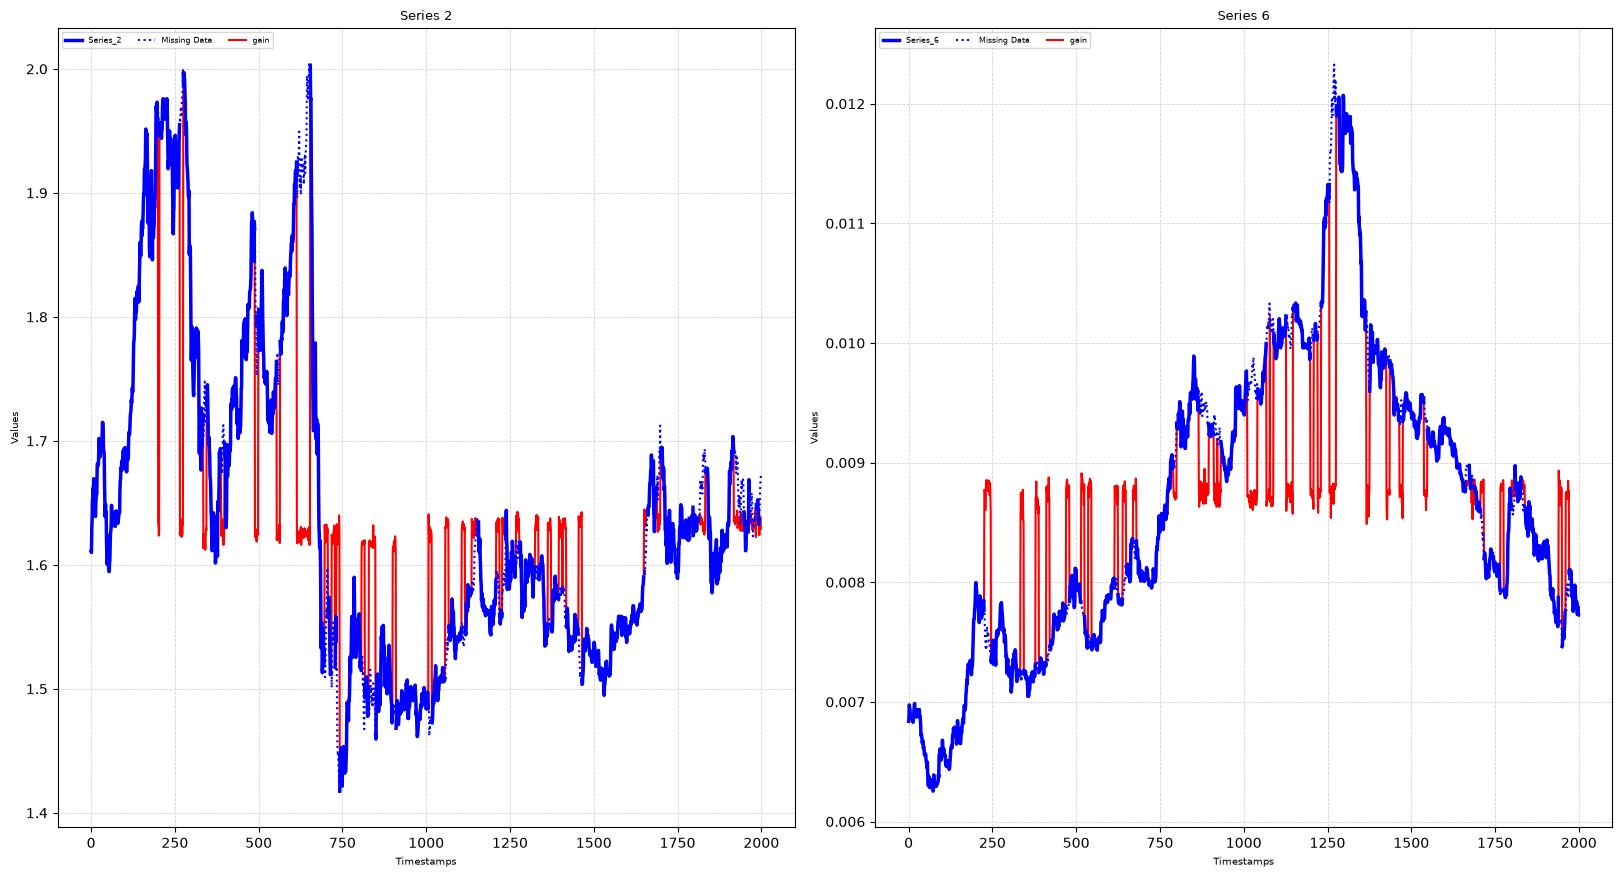 Series 2
Series_2 Missing Data gain
Values
2.0
1.9
1.8
1.7
1.6
1.5
1.4
0 250 500 750 1000 1250 1500 1750 2000
Timestamps
Series 6
Series_6 Missing Data gain
Values
0.012
0.011
0.010
0.009
0.008
0.007
0.006
0 250 500 750 1000 1250 1500 1750 2000
Timestamps